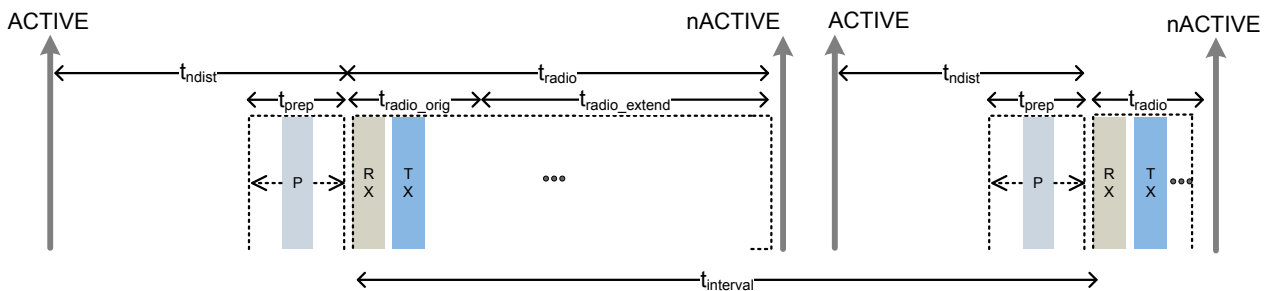 ACTIVE
nACTIVE
ACTIVE
nACTIVE
tndist
tradio
tndist
tprep
tradio_orig
tradio_extend
tprep
tradio
P
R
X
T
X
•••
P
R
X
T
X
•••
tinterval